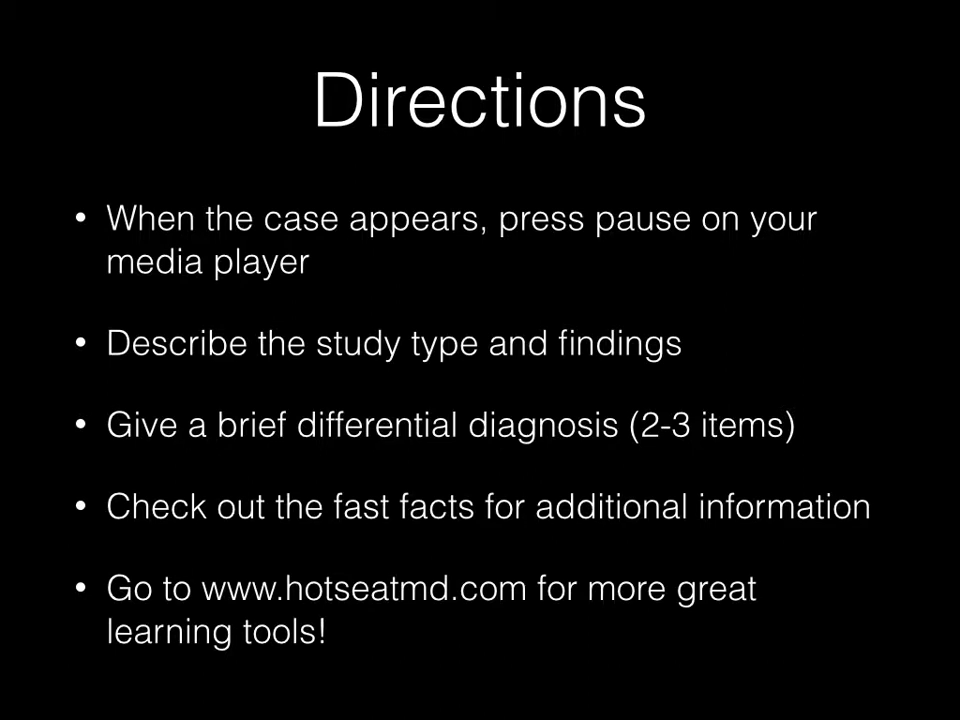 Directions
• When the case appears, press pause on your
media player
• Describe the study type and findings
• Give a brief differential diagnosis (2-3 items)
• Check out the fast facts for additional information
• Go to www.hotseatmd.com for more great
learning tools!